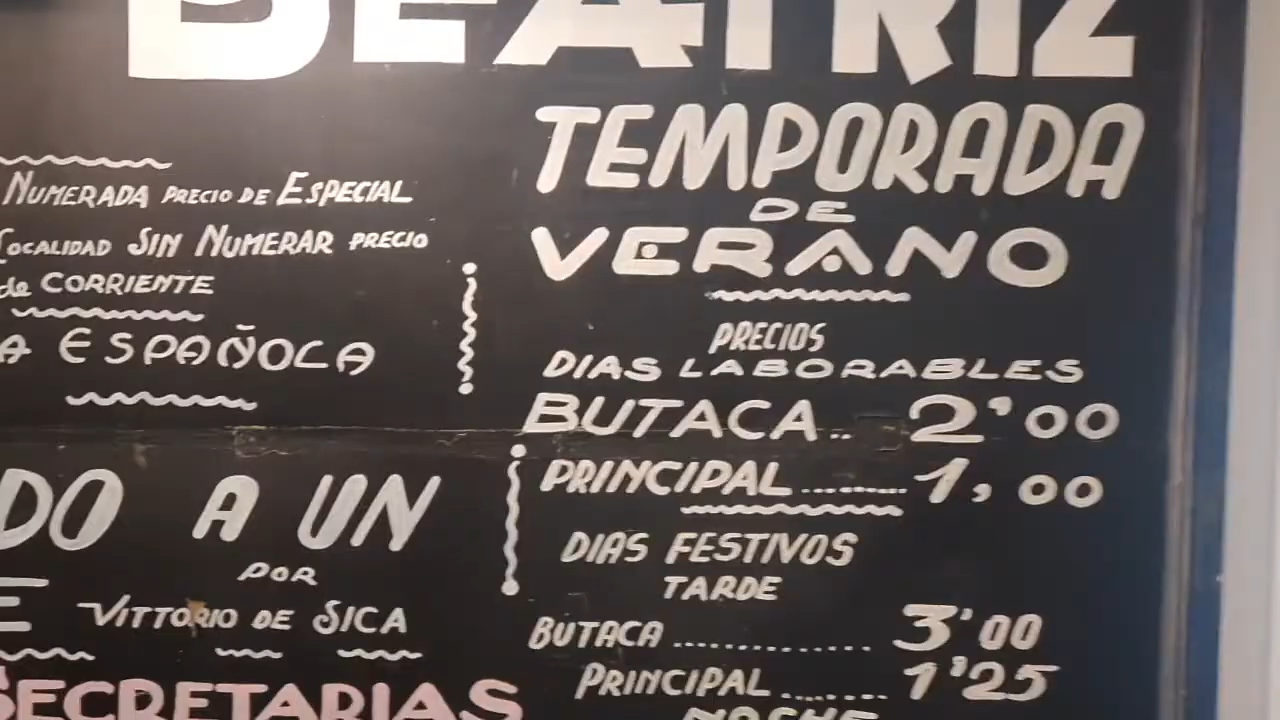 BEATRIZ
NUMERADA PRECIO DE ESPECIAL
LOCALIDAD SIN NUMERAR PRECIO
de CORRIENTE
A ESPAÑOLA
DO A UN
POR
E VITTORIO DE SICA
SECRETARIAS
TEMPORADA
DE
VERANO
PRECIOS
DIAS LABORABLES
BUTACA.. 2'00
PRINCIPAL......... 1,00
DIAS FESTIVOS
TARDE
BUTACA ............. 3'00
PRINCIPAL ........ 1'25
NOCHE